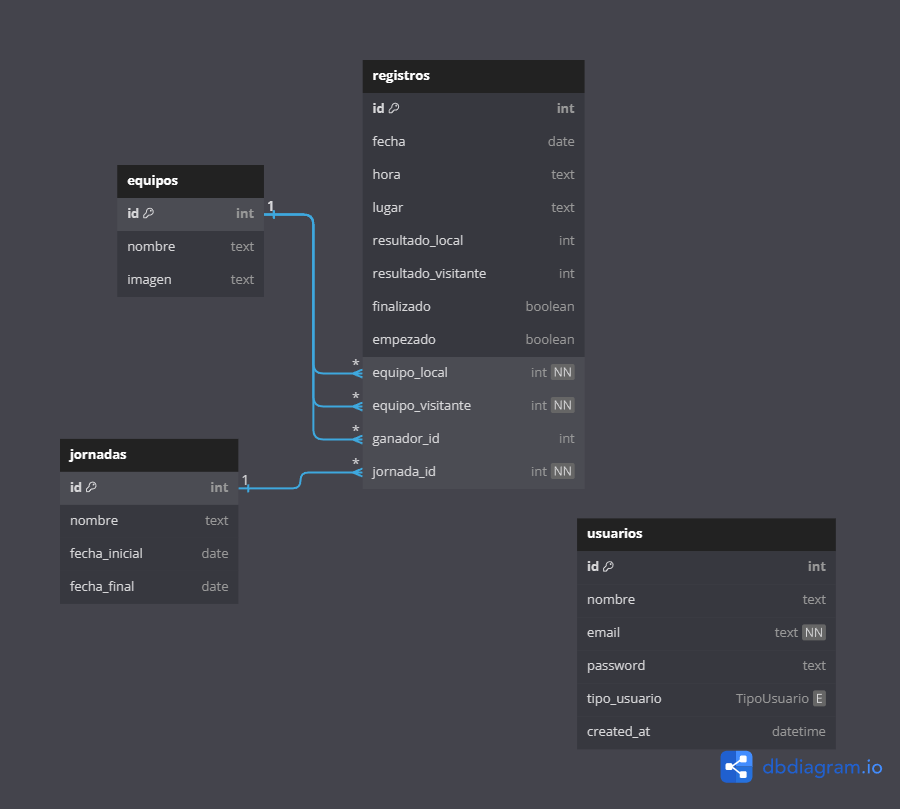 registros
id int
fecha date
hora text
lugar text
resultado_local int
resultado_visitante int
finalizado boolean
empezado boolean
* equipo_local int NN
* equipo_visitante int NN
* ganador_id int
* jornada_id int NN
equipos
id int 1
nombre text
imagen text
jornadas
id int 1
nombre text
fecha_inicial date
fecha_final date
usuarios
id int
nombre text
email text NN
password text
tipo_usuario TipoUsuario E
created_at datetime
dbdiagram.io